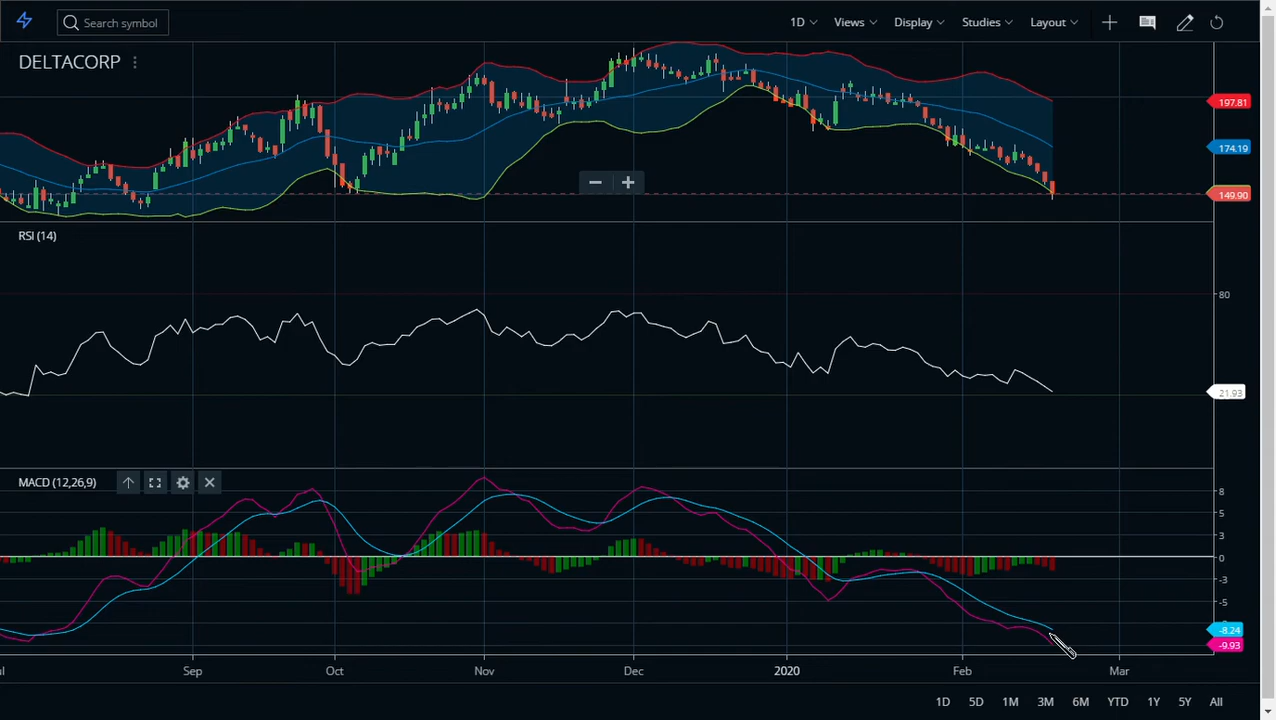 Search symbol 1D Views Display Studies Layout
DELTACORP
197.81
174.19
149.90
RSI (14)
80
21.93
MACD (12,26,9)
8
5
3
0
-3
-5
-8.24
-9.93
Sep Oct Nov Dec 2020 Feb Mar
1D 5D 1M 3M 6M YTD 1Y 5Y All